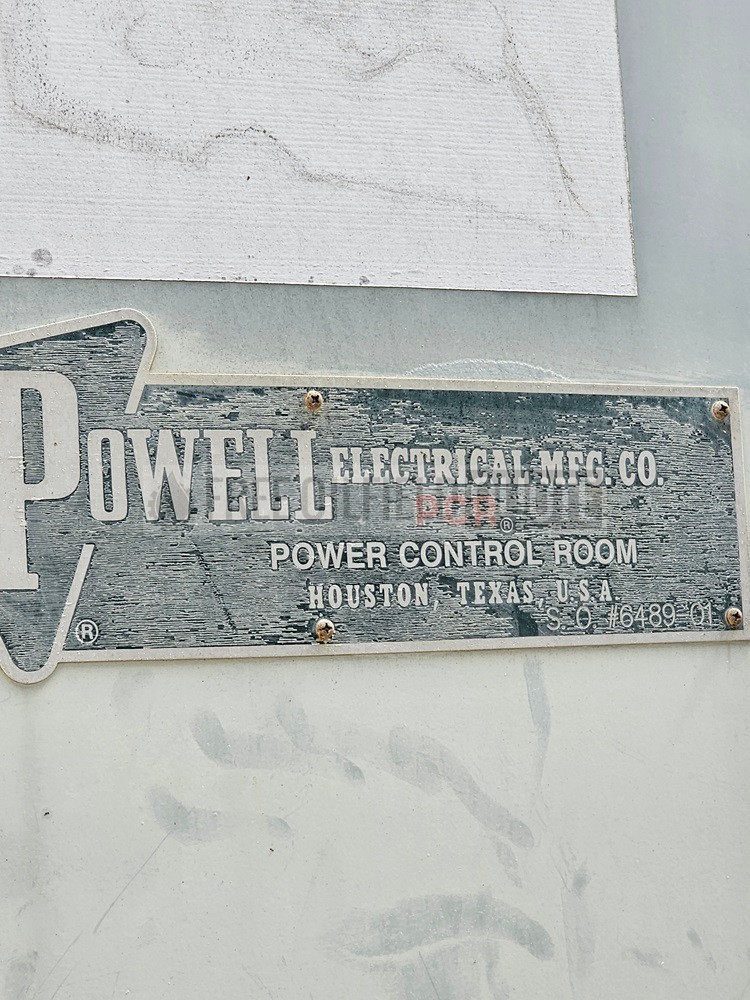 P
POWELL ELECTRICAL MFG. CO.
PCR®
POWER CONTROL ROOM
HOUSTON, TEXAS, U.S.A.
S. O. #6489 01
®